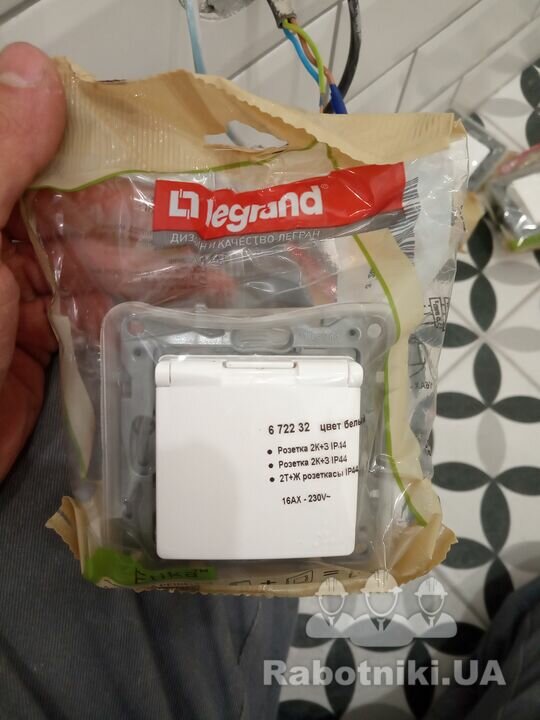 legrand
ДИЗАЙН И КАЧЕСТВО ЛЕГРАН
6 722 32 цвет белый
• Розетка 2К+З IP44
• Розетка 2К+З IP44
• 2Т+Ж розеткасы IP44
16AX - 230V~
Etika™
Rabotniki.UA